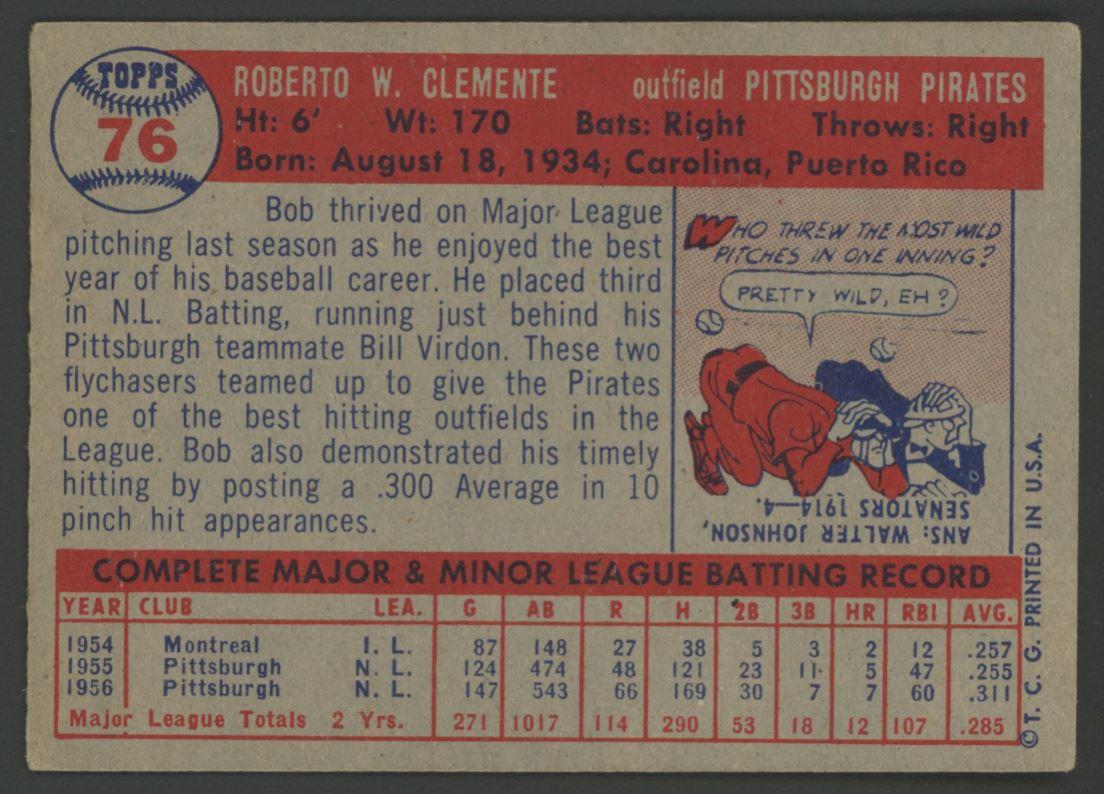 TOPPS
76
ROBERTO W. CLEMENTE outfield PITTSBURGH PIRATES
Ht: 6' Wt: 170 Bats: Right Throws: Right
Born: August 18, 1934; Carolina, Puerto Rico
Bob thrived on Major League
pitching last season as he enjoyed the best
year of his baseball career. He placed third
in N.L. Batting, running just behind his
Pittsburgh teammate Bill Virdon. These two
flychasers teamed up to give the Pirates
one of the best hitting outfields in the
League. Bob also demonstrated his timely
hitting by posting a .300 Average in 10
pinch hit appearances.
WHO THREW THE MOST WILD
PITCHES IN ONE INNING?
PRETTY WILD, EH?
ANS: WALTER JOHNSON,
SENATORS 1914—4.
COMPLETE MAJOR & MINOR LEAGUE BATTING RECORD
YEAR CLUB LEA. G AB R H 2B 3B HR RBI AVG.
1954 Montreal I. L. 87 148 27 38 5 3 2 12 .257
1955 Pittsburgh N. L. 124 474 48 121 23 11 5 47 .255
1956 Pittsburgh N. L. 147 543 66 169 30 7 7 60 .311
Major League Totals 2 Yrs. 271 1017 114 290 53 18 12 107 .285
© T. C. G. PRINTED IN U.S.A.